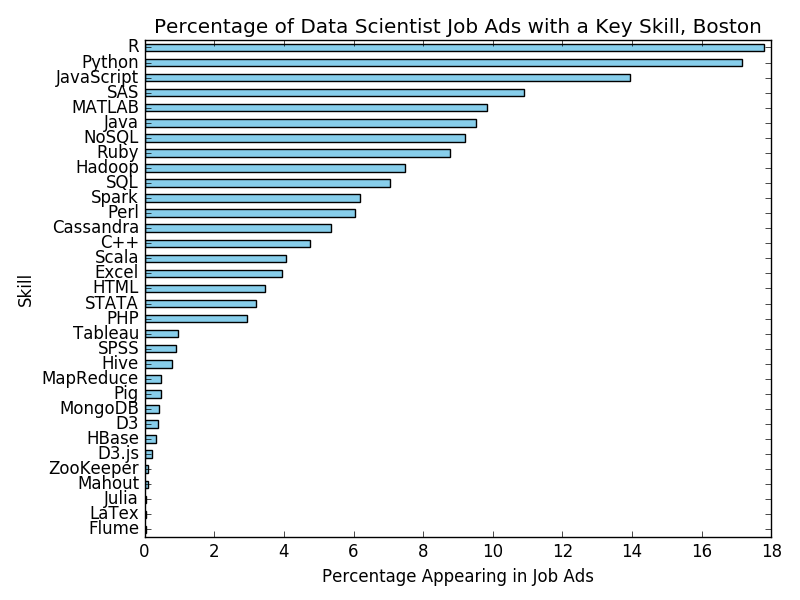 Percentage of Data Scientist Job Ads with a Key Skill, Boston
R
Python
JavaScript
SAS
MATLAB
Java
NoSQL
Ruby
Hadoop
SQL
Spark
Perl
Cassandra
C++
Scala
Excel
HTML
STATA
PHP
Tableau
SPSS
Hive
MapReduce
Pig
MongoDB
D3
HBase
D3.js
ZooKeeper
Mahout
Julia
LaTex
Flume
Skill
0 2 4 6 8 10 12 14 16 18
Percentage Appearing in Job Ads